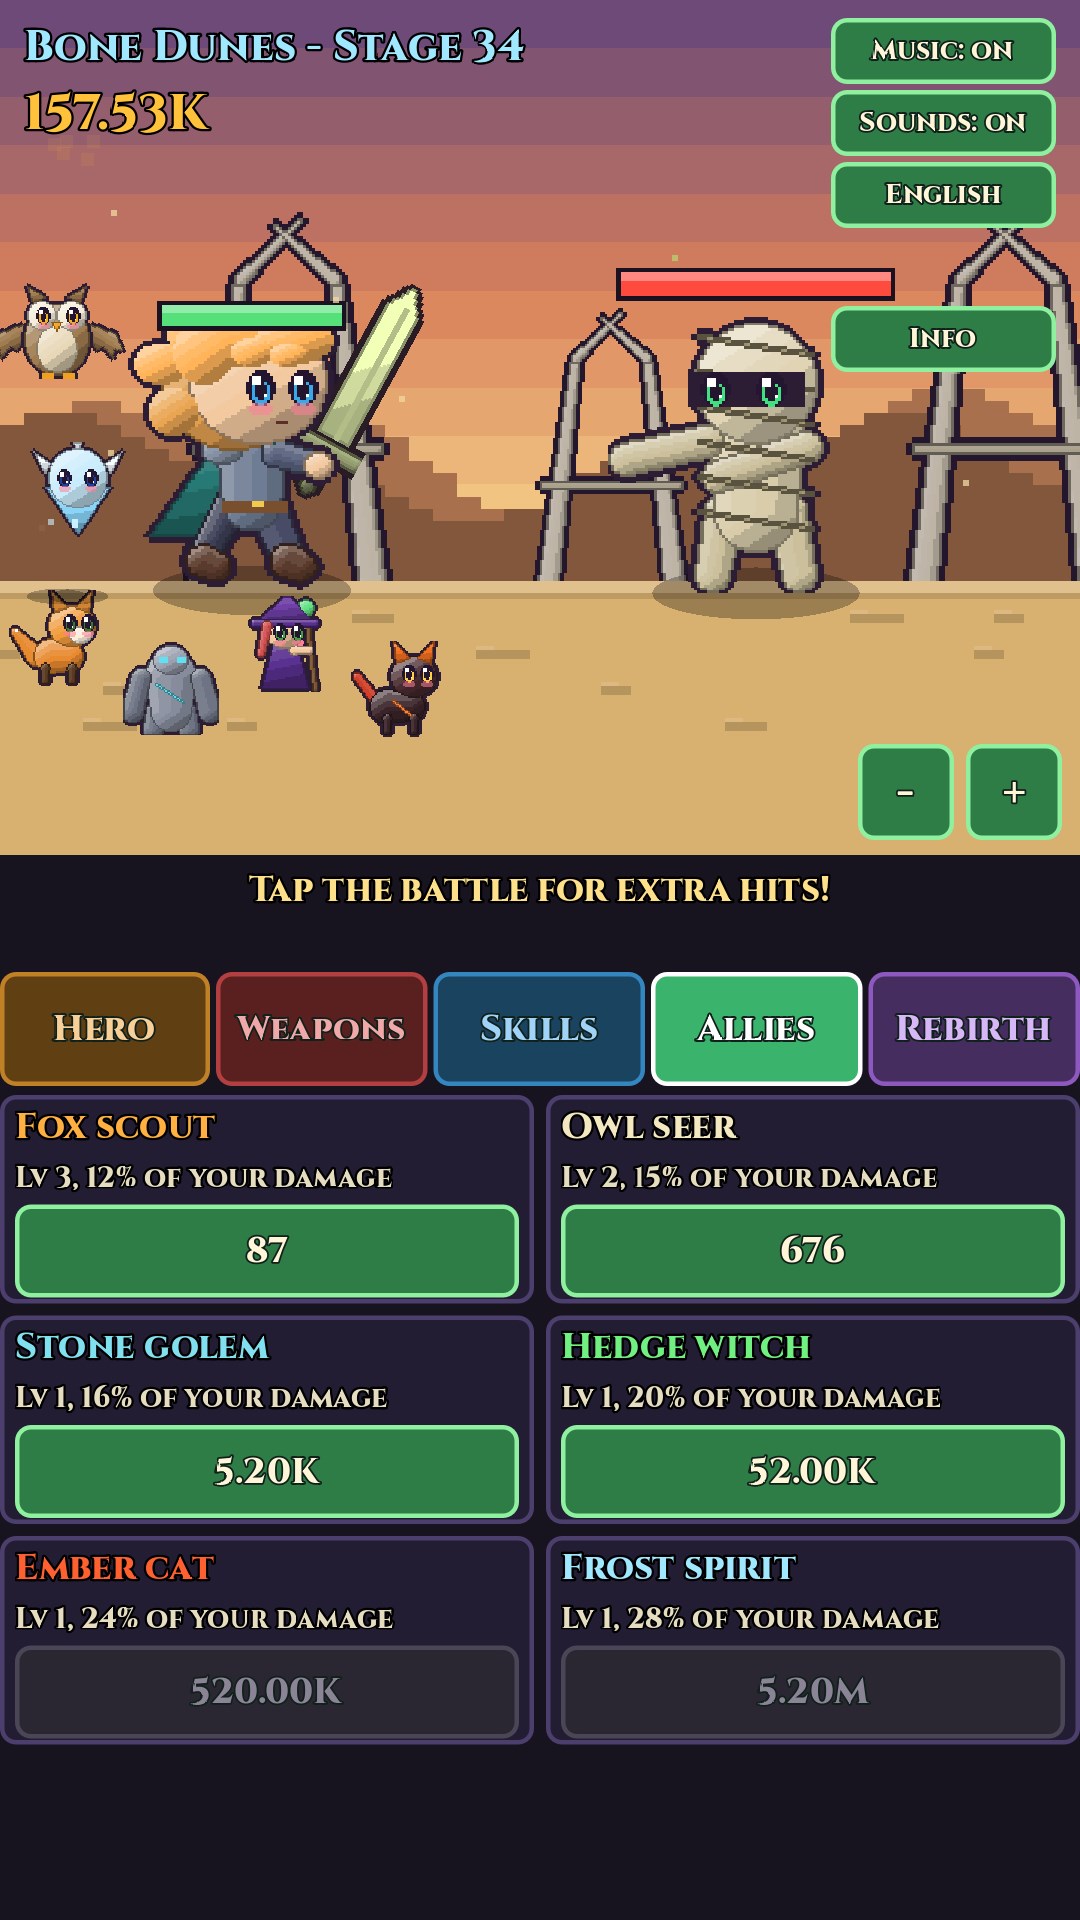 Bone Dunes - Stage 34
157.53K
Music: on
Sounds: on
English
Info
- +
Tap the battle for extra hits!
Hero Weapons Skills Allies Rebirth
Fox scout
Lv 3, 12% of your damage
87
Owl seer
Lv 2, 15% of your damage
676
Stone golem
Lv 1, 16% of your damage
5.20K
Hedge witch
Lv 1, 20% of your damage
52.00K
Ember cat
Lv 1, 24% of your damage
520.00K
Frost spirit
Lv 1, 28% of your damage
5.20M